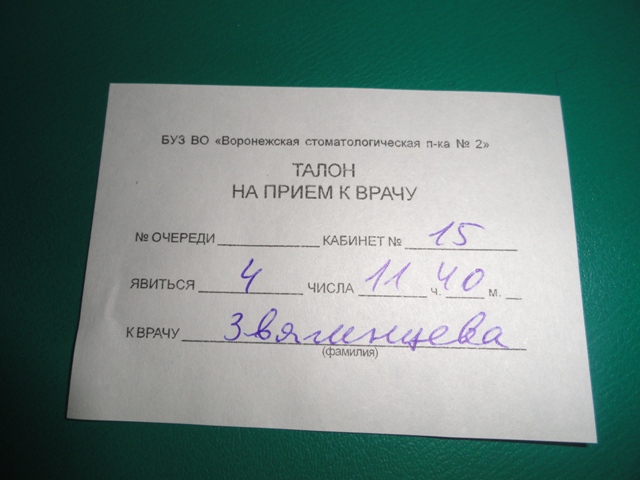 БУЗ ВО «Воронежская стоматологическая п-ка № 2»
ТАЛОН
НА ПРИЕМ К ВРАЧУ
№ ОЧЕРЕДИ КАБИНЕТ № 15
ЯВИТЬСЯ 4 ЧИСЛА 11 ч. 40 м.
К ВРАЧУ
(фамилия)